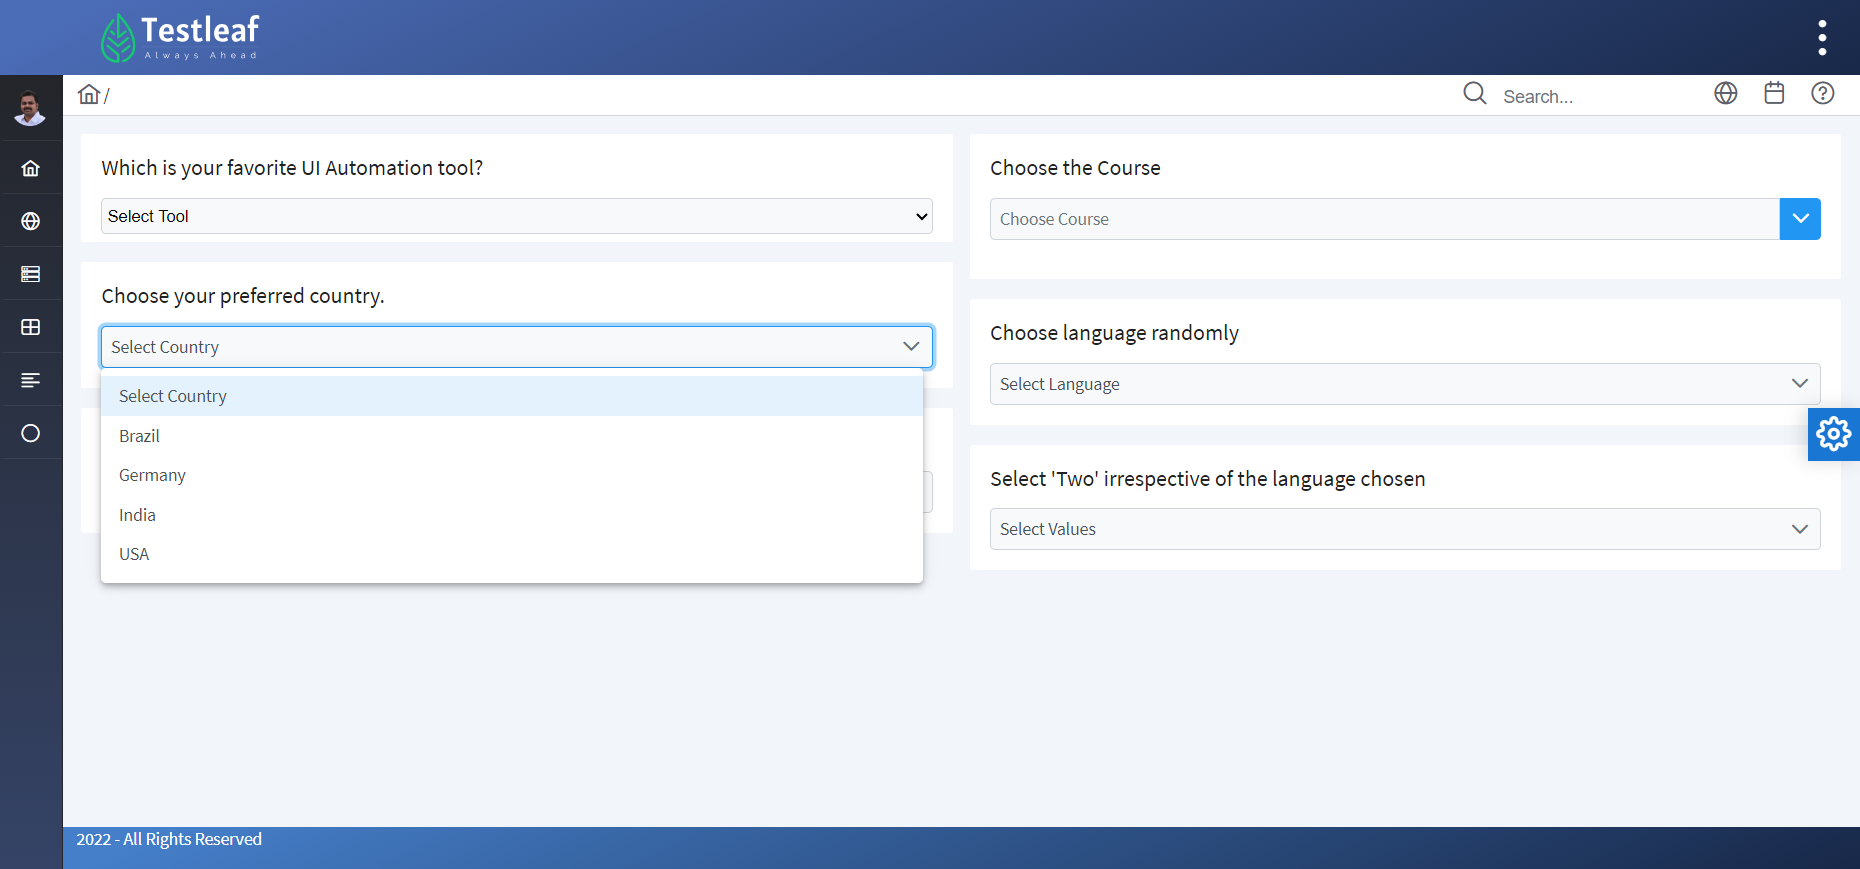 Testleaf
Always Ahead
/
Search...
Which is your favorite UI Automation tool?
Select Tool
Choose your preferred country.
Select Country
Select Country
Brazil
Germany
India
USA
Choose the Course
Choose Course
Choose language randomly
Select Language
Select 'Two' irrespective of the language chosen
Select Values
2022 - All Rights Reserved